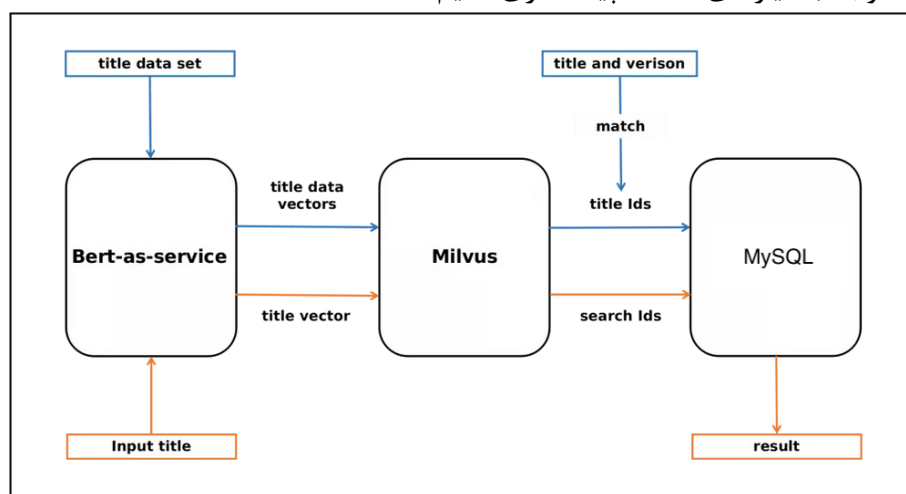 title data set
title and verison
match
title data
vectors
title Ids
Bert-as-service
Milvus
MySQL
title vector
search Ids
Input title
result